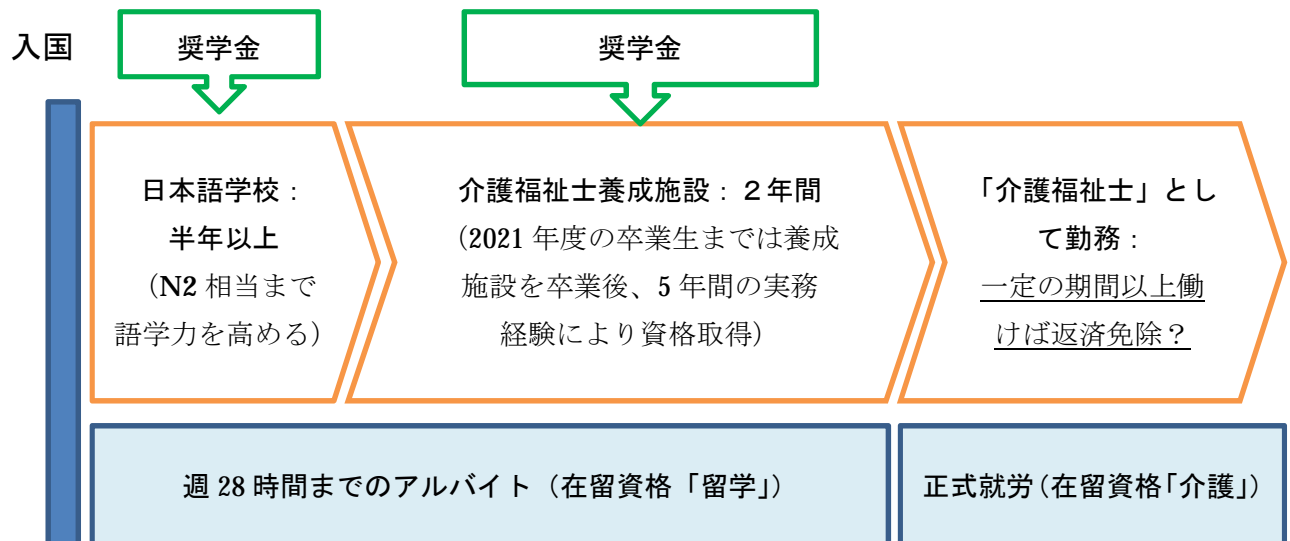 入国
奨学金
奨学金
日本語学校：
半年以上
（N2 相当まで
語学力を高める）
介護福祉士養成施設：２年間
（2021 年度の卒業生までは養成
施設を卒業後、5 年間の実務
経験により資格取得）
「介護福祉士」とし
て勤務：
一定の期間以上働
けば返済免除？
週 28 時間までのアルバイト（在留資格「留学」）
正式就労（在留資格「介護」）